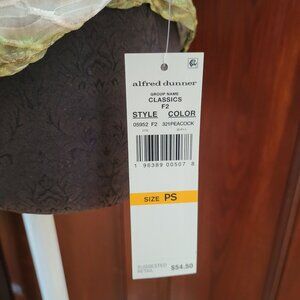 alfred dunner
GROUP NAME
CLASSICS
F2
STYLE COLOR
05952 F2 321PEACOCK
1 98389 00507 8
SIZE PS
SUGGESTED
RETAIL $54.50